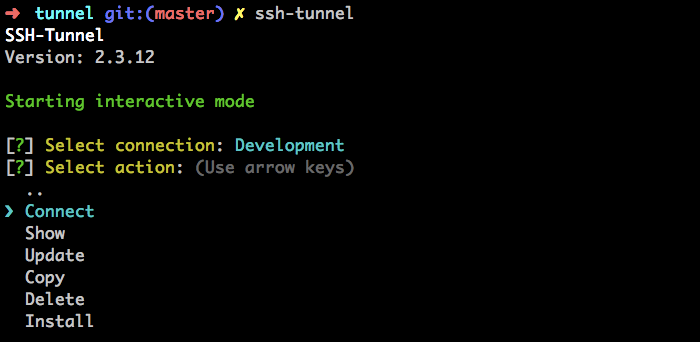 ➜ tunnel git:(master) ✗ ssh-tunnel
SSH-Tunnel
Version: 2.3.12
Starting interactive mode
[?] Select connection: Development
[?] Select action: (Use arrow keys)
..
❯ Connect
Show
Update
Copy
Delete
Install